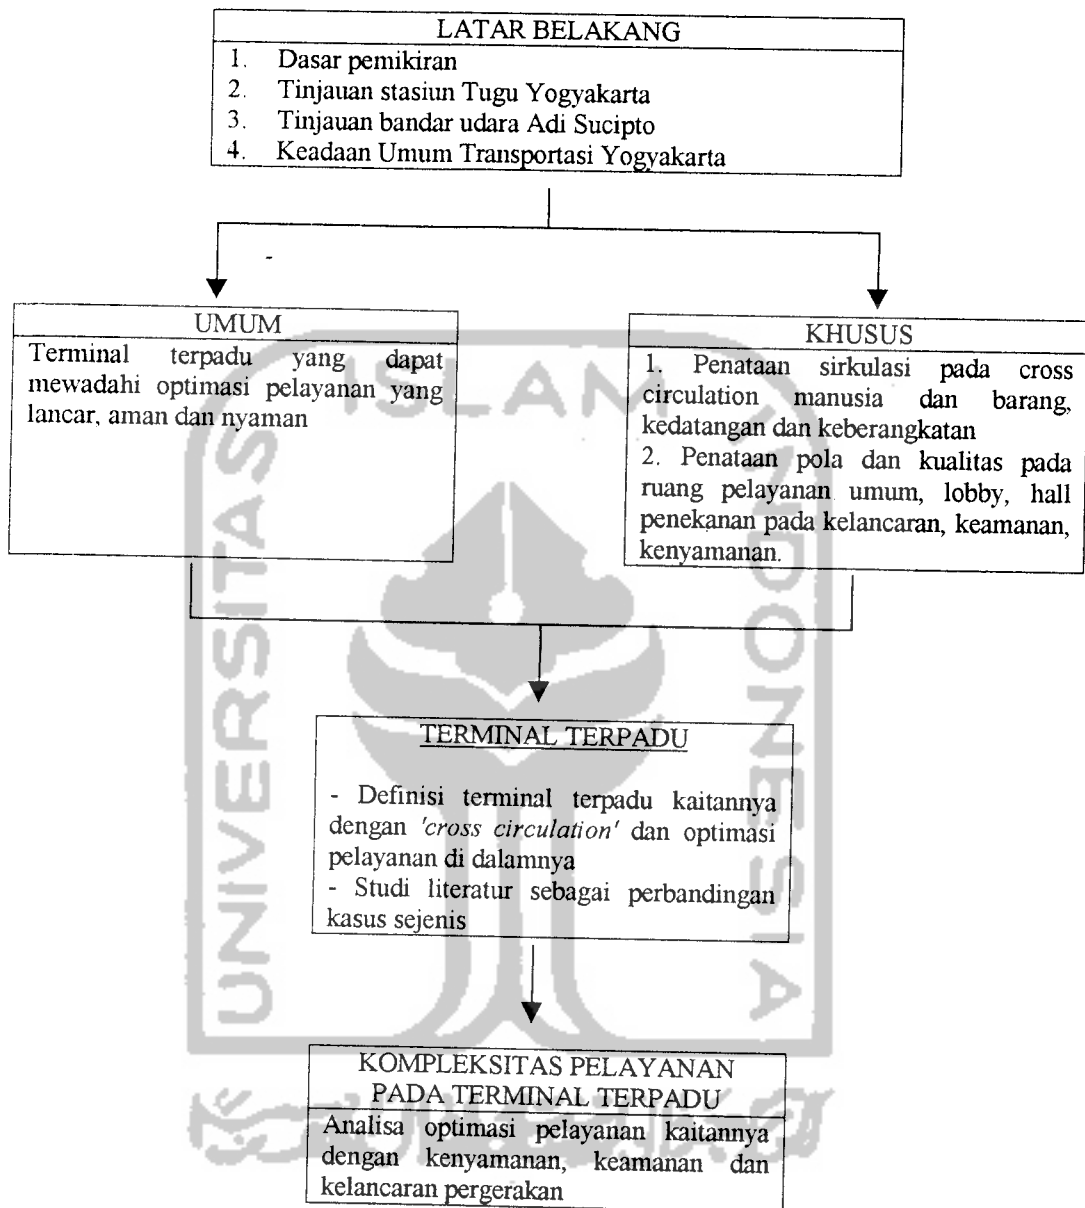 LATAR BELAKANG
1. Dasar pemikiran
2. Tinjauan stasiun Tugu Yogyakarta
3. Tinjauan bandar udara Adi Sucipto
4. Keadaan Umum Transportasi Yogyakarta
UMUM
Terminal terpadu yang dapat
mewadahi optimasi pelayanan yang
lancar, aman dan nyaman
KHUSUS
1. Penataan sirkulasi pada cross
circulation manusia dan barang,
kedatangan dan keberangkatan
2. Penataan pola dan kualitas pada
ruang pelayanan umum, lobby, hall
penekanan pada kelancaran, keamanan,
kenyamanan.
TERMINAL TERPADU
- Definisi terminal terpadu kaitannya
dengan 'cross circulation' dan optimasi
pelayanan di dalamnya
- Studi literatur sebagai perbandingan
kasus sejenis
KOMPLEKSITAS PELAYANAN
PADA TERMINAL TERPADU
Analisa optimasi pelayanan kaitannya
dengan kenyamanan, keamanan dan
kelancaran pergerakan
UNIVERSITAS
ISLAM
INDONESIA